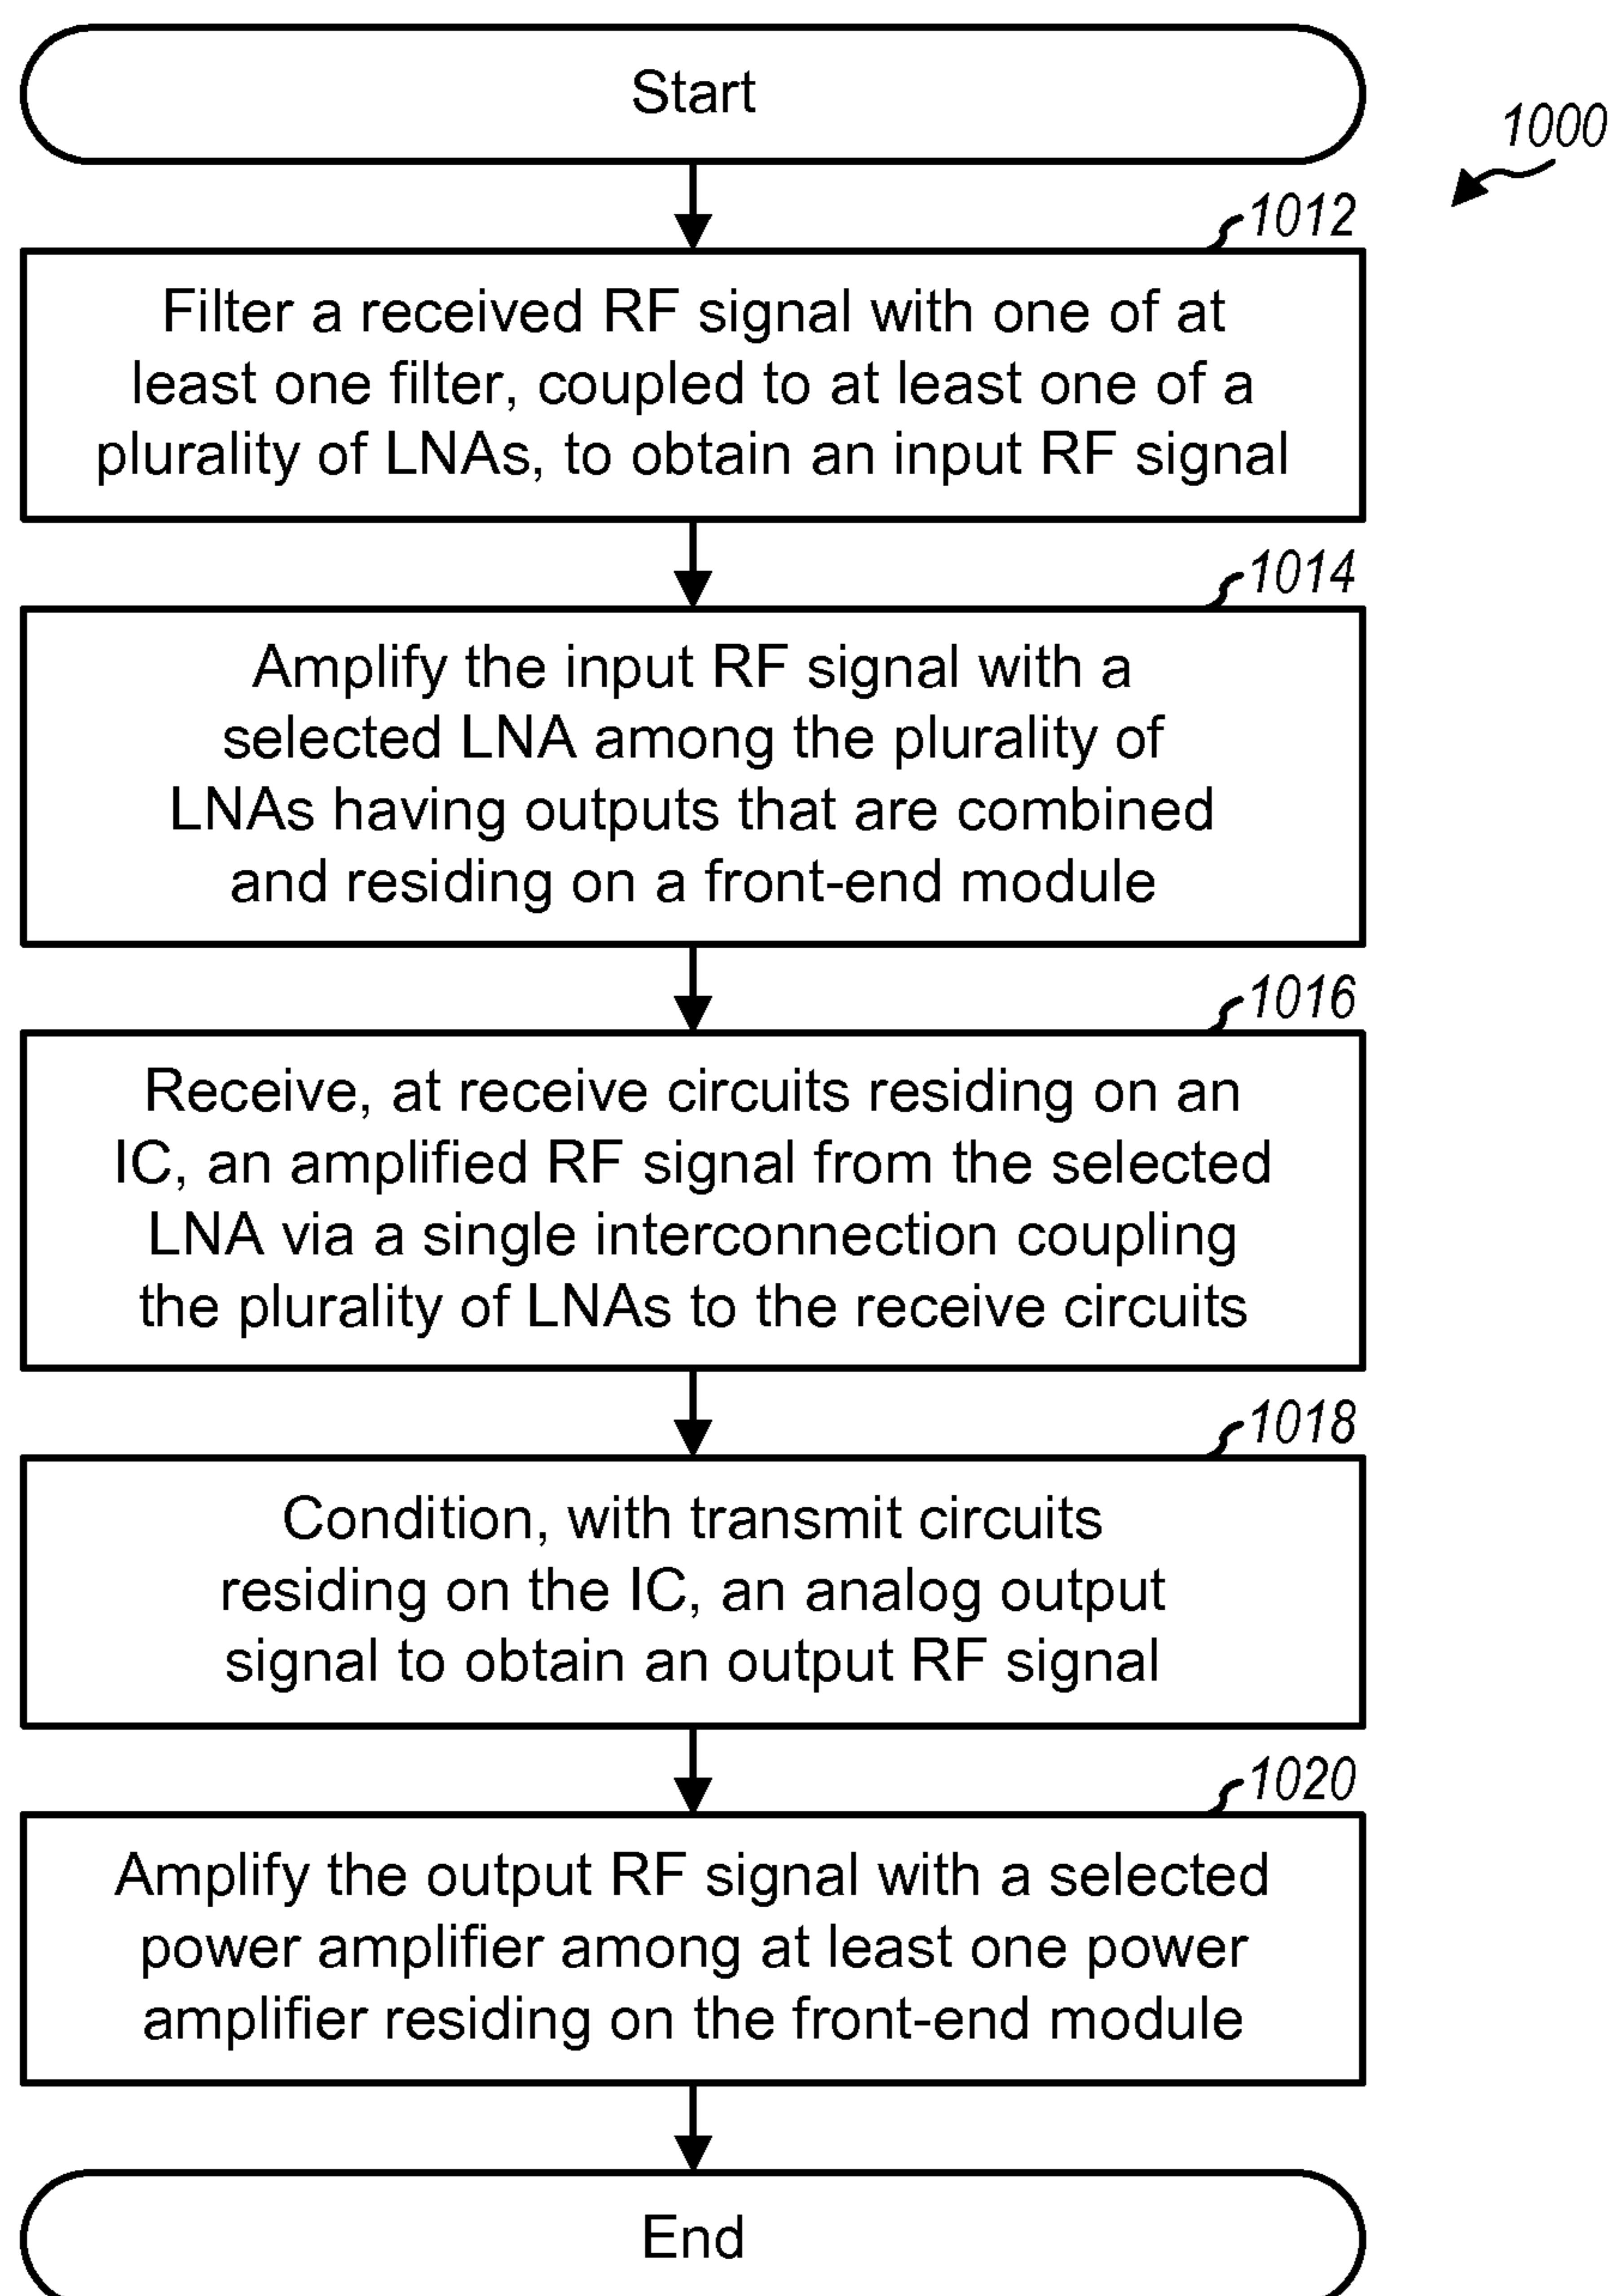 Start
1000
1012
Filter a received RF signal with one of at
least one filter, coupled to at least one of a
plurality of LNAs, to obtain an input RF signal
1014
Amplify the input RF signal with a
selected LNA among the plurality of
LNAs having outputs that are combined
and residing on a front-end module
1016
Receive, at receive circuits residing on an
IC, an amplified RF signal from the selected
LNA via a single interconnection coupling
the plurality of LNAs to the receive circuits
1018
Condition, with transmit circuits
residing on the IC, an analog output
signal to obtain an output RF signal
1020
Amplify the output RF signal with a selected
power amplifier among at least one power
amplifier residing on the front-end module
End